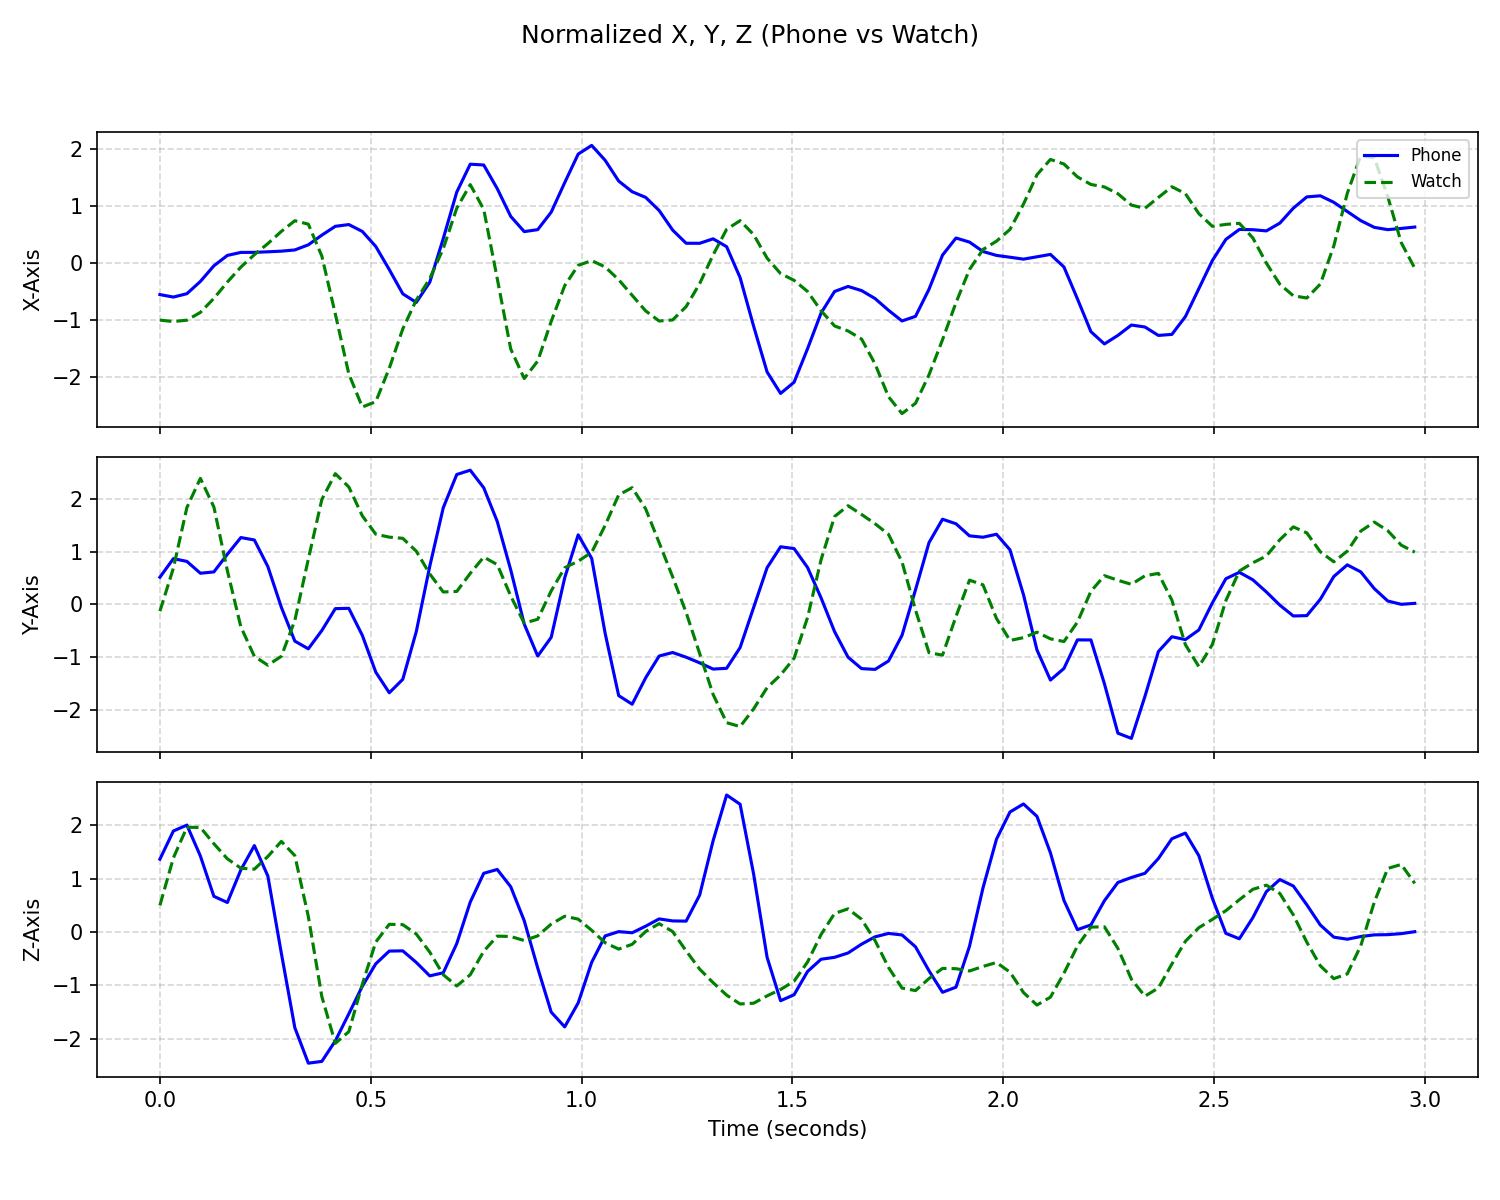 Normalized X, Y, Z (Phone vs Watch)
2
1
0
−1
−2
X-Axis
Phone
Watch
2
1
0
−1
−2
Y-Axis
2
1
0
−1
−2
Z-Axis
0.0 0.5 1.0 1.5 2.0 2.5 3.0
Time (seconds)